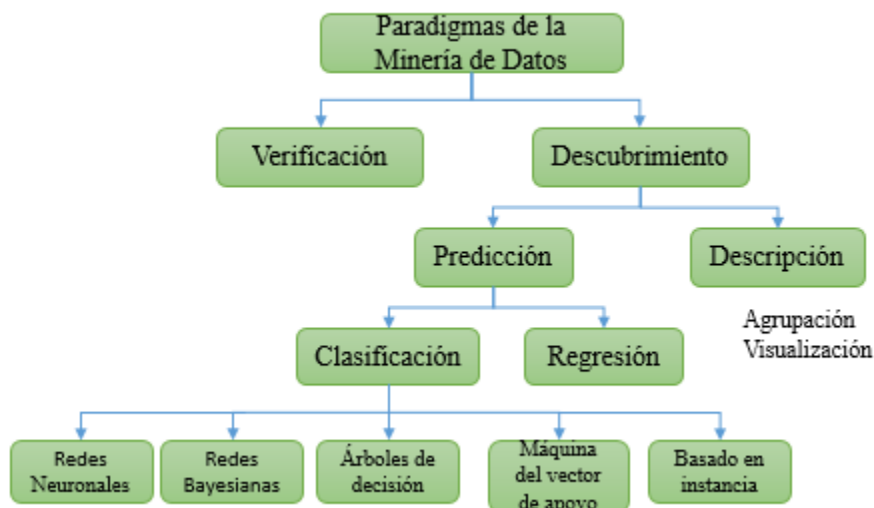 Paradigmas de la
Minería de Datos
Verificación
Descubrimiento
Predicción
Descripción
Agrupación
Visualización
Clasificación
Regresión
Redes
Neuronales
Redes
Bayesianas
Árboles de
decisión
Máquina
del vector
de apoyo
Basado en
instancia